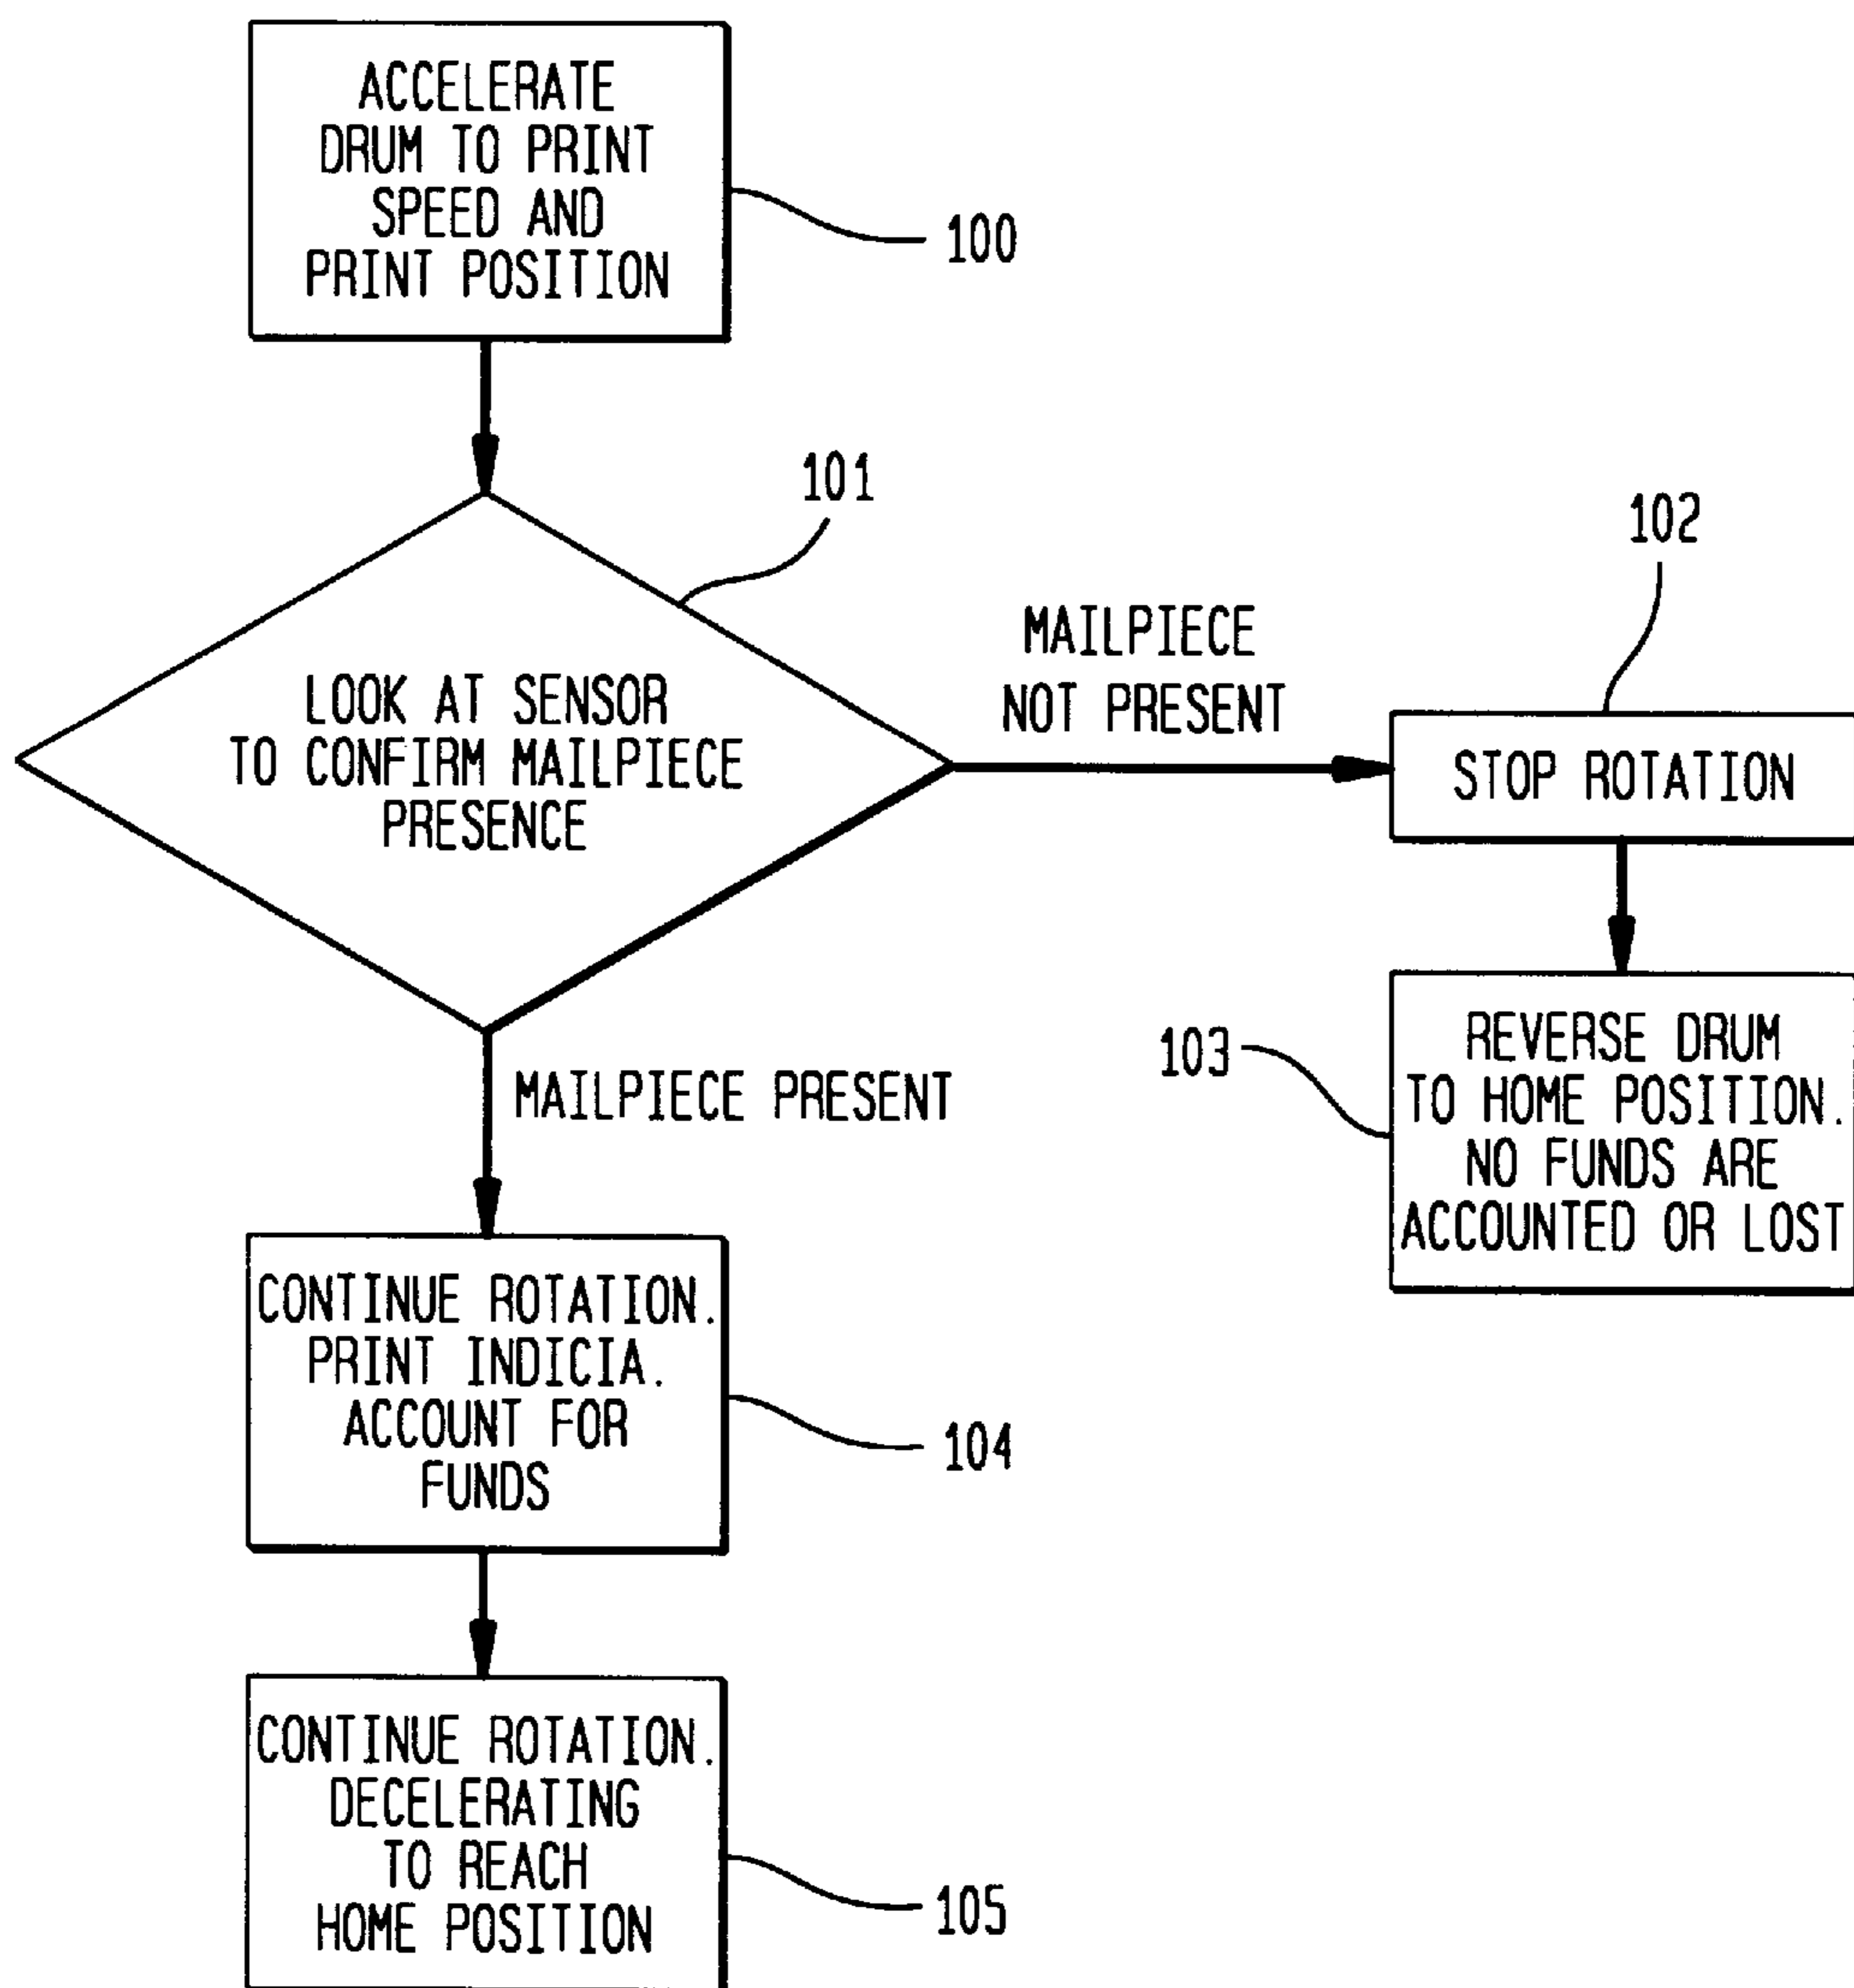 ACCELERATE
DRUM TO PRINT
SPEED AND
PRINT POSITION
100
101
LOOK AT SENSOR
TO CONFIRM MAILPIECE
PRESENCE
MAILPIECE
NOT PRESENT
102
STOP ROTATION
103
REVERSE DRUM
TO HOME POSITION.
NO FUNDS ARE
ACCOUNTED OR LOST
MAILPIECE PRESENT
CONTINUE ROTATION.
PRINT INDICIA.
ACCOUNT FOR
FUNDS
104
CONTINUE ROTATION.
DECELERATING
TO REACH
HOME POSITION
105